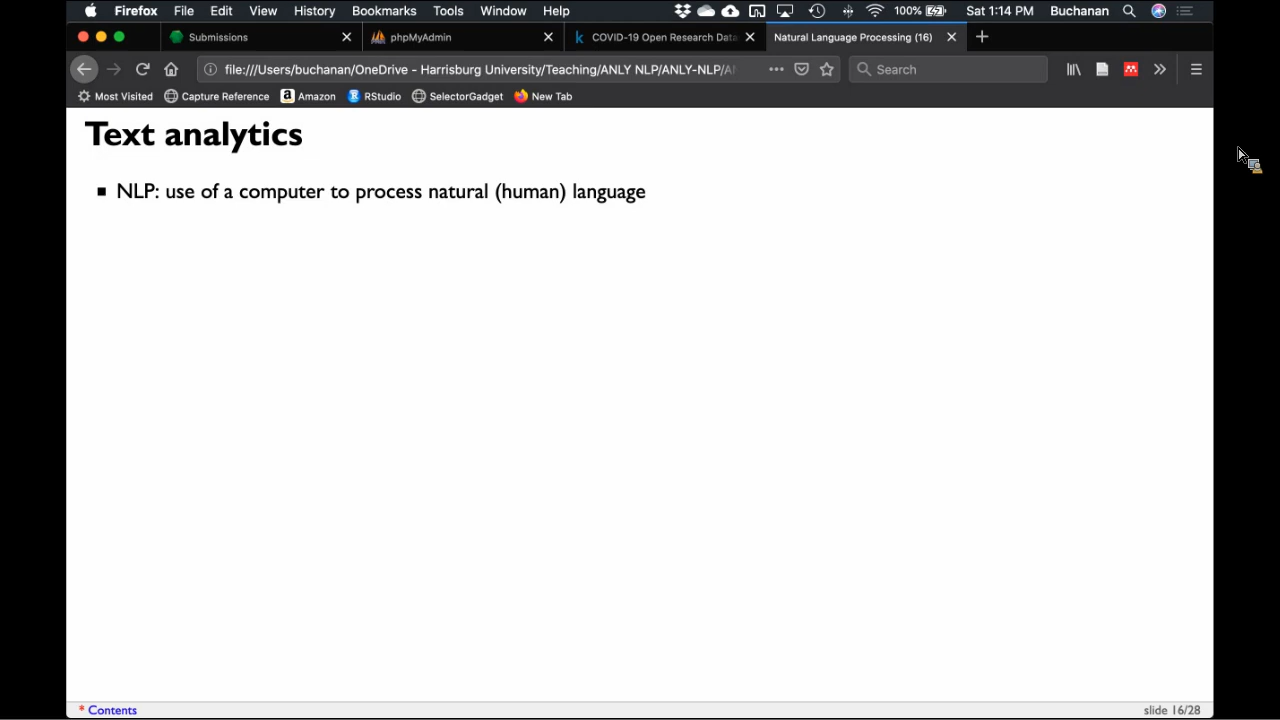 Firefox File Edit View History Bookmarks Tools Window Help 100% Sat 1:14 PM Buchanan
Submissions phpMyAdmin COVID-19 Open Research Data Natural Language Processing (16)
file:///Users/buchanan/OneDrive - Harrisburg University/Teaching/ANLY NLP/ANLY-NLP/A Search
Most Visited Capture Reference Amazon RStudio SelectorGadget New Tab
Text analytics
NLP: use of a computer to process natural (human) language
* Contents slide 16/28